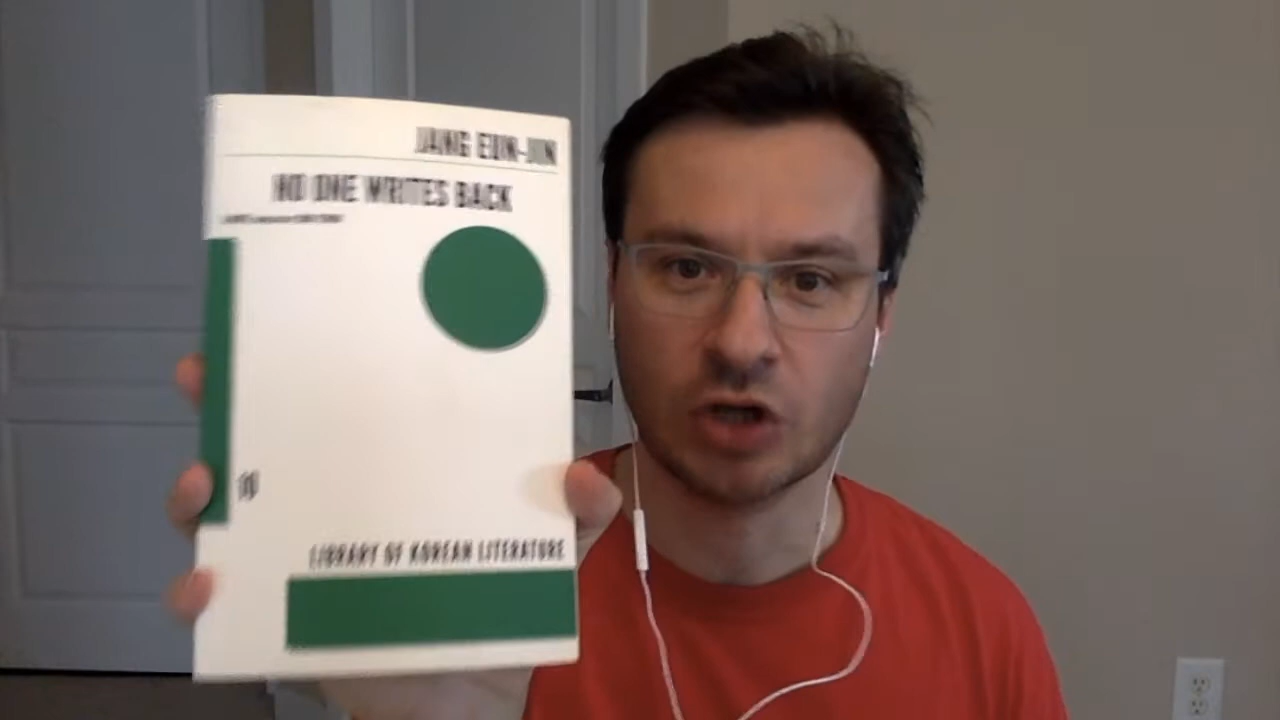 JANG EUN-JIN
NO ONE WRITES BACK
LIBRARY OF KOREAN LITERATURE